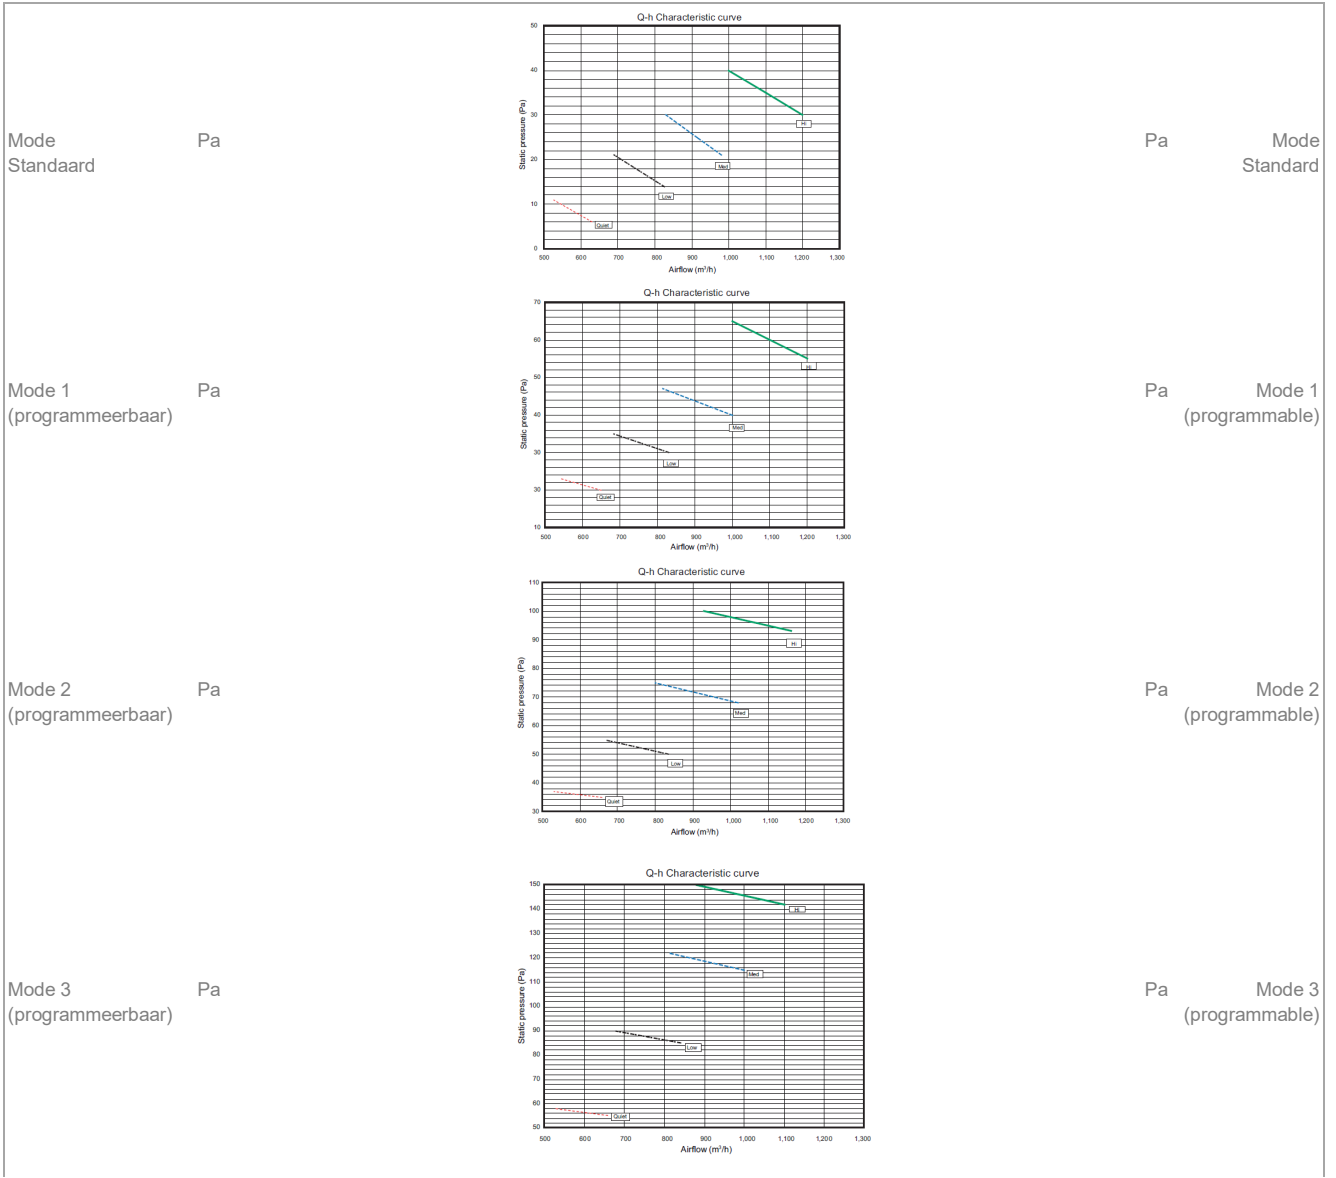 Q-h Characteristic curve
50
40
30
20
10
0
Static pressure (Pa)
Hi
Med
Low
Quiet
500 600 700 800 900 1,000 1,100 1,200 1,300
Airflow (m³/h)
Mode Pa
Standaard
Pa Mode
Standard
Q-h Characteristic curve
70
60
50
40
30
30
10
Static pressure (Pa)
Hi
Med
Low
Quiet
500 600 700 800 900 1,000 1,100 1,200 1,300
Airflow (m³/h)
Mode 1 Pa
(programmeerbaar)
Pa Mode 1
(programmable)
Q-h Characteristic curve
110
100
90
80
70
60
50
40
30
Static pressure (Pa)
Hi
Med
Low
Quiet
500 600 700 800 900 1,000 1,100 1,200 1,300
Airflow (m³/h)
Mode 2 Pa
(programmeerbaar)
Pa Mode 2
(programmable)
Q-h Characteristic curve
150
140
130
120
110
100
90
80
70
60
50
Static pressure (Pa)
Hi
Med
Low
Quiet
500 600 700 800 900 1,000 1,100 1,200 1,300
Airflow (m³/h)
Mode 3 Pa
(programmeerbaar)
Pa Mode 3
(programmable)